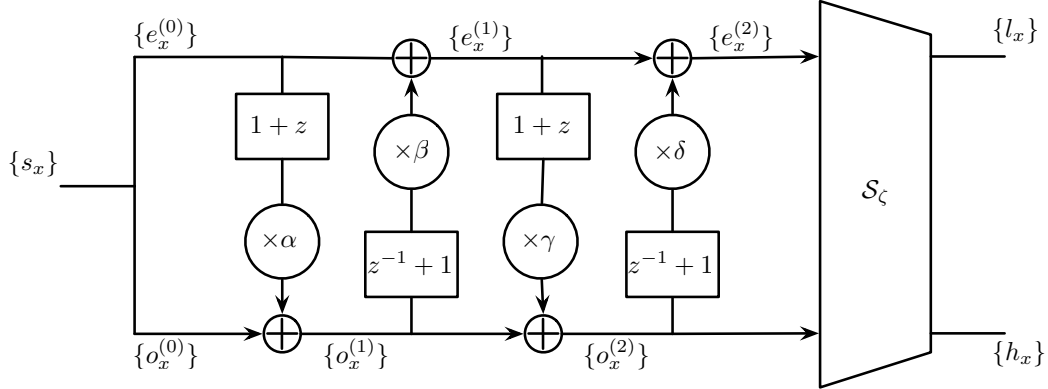 {e_x^{(0)}} {e_x^{(1)}} {e_x^{(2)}} {l_x}
1 + z 1 + z
×β ×δ
{s_x} S_ζ
×α ×γ
z^{-1} + 1 z^{-1} + 1
{o_x^{(0)}} {o_x^{(1)}} {o_x^{(2)}} {h_x}